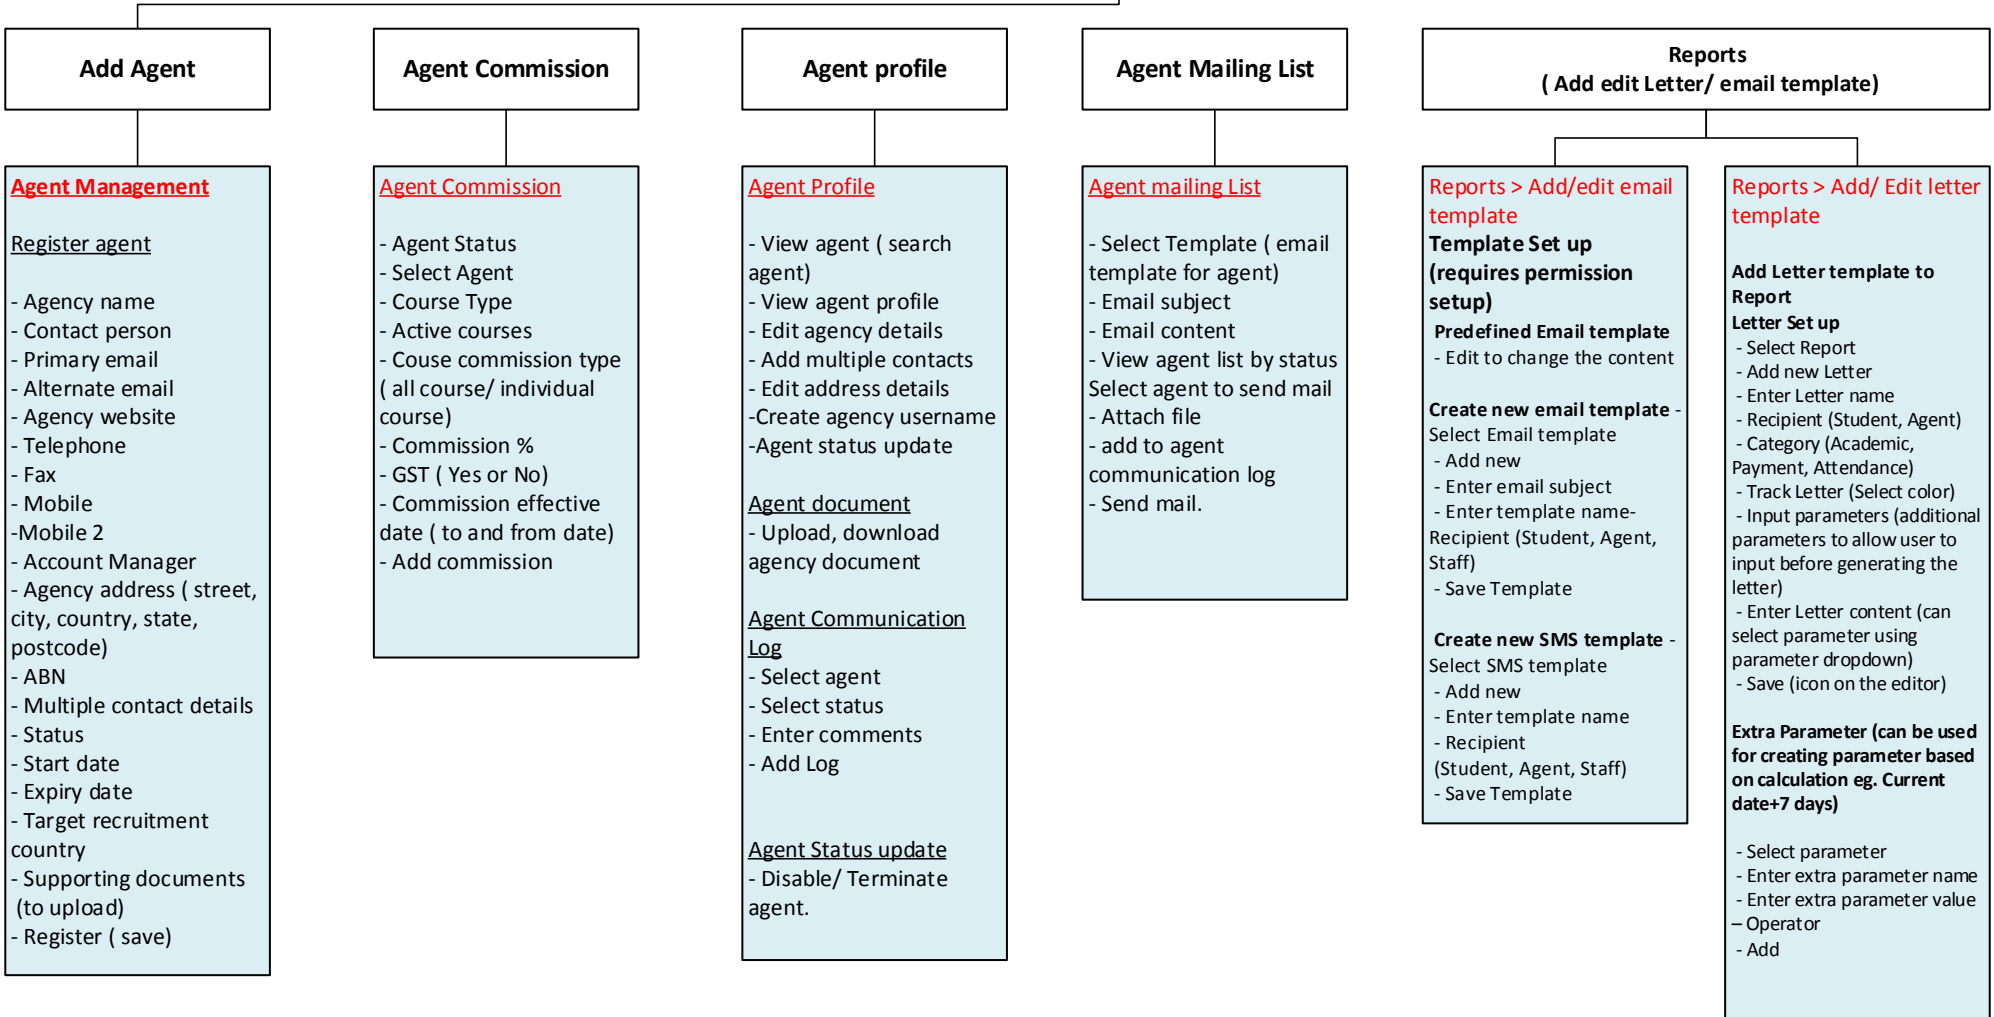 Add Agent
Agent Commission
Agent profile
Agent Mailing List
Reports
( Add edit Letter/ email template)
Agent Management
Register agent
- Agency name
- Contact person
- Primary email
- Alternate email
- Agency website
- Telephone
- Fax
- Mobile
-Mobile 2
- Account Manager
- Agency address ( street,
city, country, state,
postcode)
- ABN
- Multiple contact details
- Status
- Start date
- Expiry date
- Target recruitment
country
- Supporting documents
(to upload)
- Register ( save)
Agent Commission
- Agent Status
- Select Agent
- Course Type
- Active courses
- Couse commission type
( all course/ individual
course)
- Commission %
- GST ( Yes or No)
- Commission effective
date ( to and from date)
- Add commission
Agent Profile
- View agent ( search
agent)
- View agent profile
- Edit agency details
- Add multiple contacts
- Edit address details
-Create agency username
-Agent status update
Agent document
- Upload, download
agency document
Agent Communication
Log
- Select agent
- Select status
- Enter comments
- Add Log
Agent Status update
- Disable/ Terminate
agent.
Agent mailing List
- Select Template ( email
template for agent)
- Email subject
- Email content
- View agent list by status
Select agent to send mail
- Attach file
- add to agent
communication log
- Send mail.
Reports > Add/edit email
template
Template Set up
(requires permission
setup)
Predefined Email template
- Edit to change the content
Create new email template -
Select Email template
- Add new
- Enter email subject
- Enter template name-
Recipient (Student, Agent,
Staff)
- Save Template
Create new SMS template -
Select SMS template
- Add new
- Enter template name
- Recipient
(Student, Agent, Staff)
- Save Template
Reports > Add/ Edit letter
template
Add Letter template to
Report
Letter Set up
- Select Report
- Add new Letter
- Enter Letter name
- Recipient (Student, Agent)
- Category (Academic,
Payment, Attendance)
- Track Letter (Select color)
- Input parameters (additional
parameters to allow user to
input before generating the
letter)
- Enter Letter content (can
select parameter using
parameter dropdown)
- Save (icon on the editor)
Extra Parameter (can be used
for creating parameter based
on calculation eg. Current
date+7 days)
- Select parameter
- Enter extra parameter name
- Enter extra parameter value
– Operator
- Add